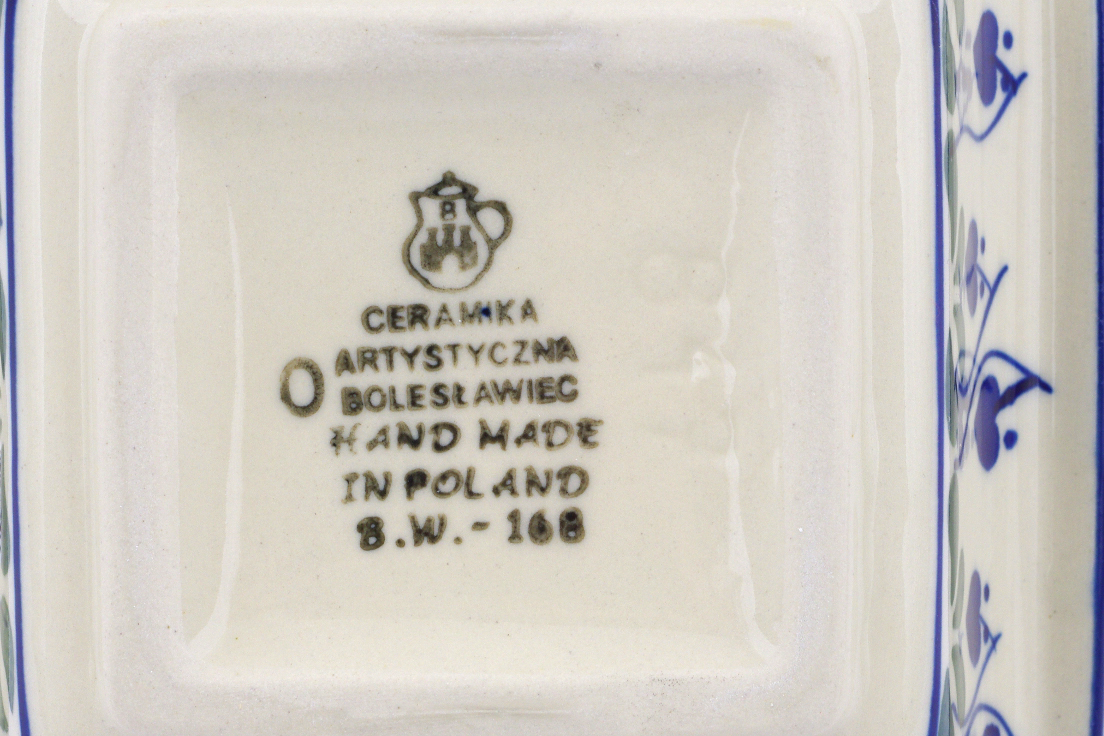 B
CERAMIKA
ARTYSTYCZNA
O
BOLESŁAWIEC
HAND MADE
IN POLAND
B.W.-168